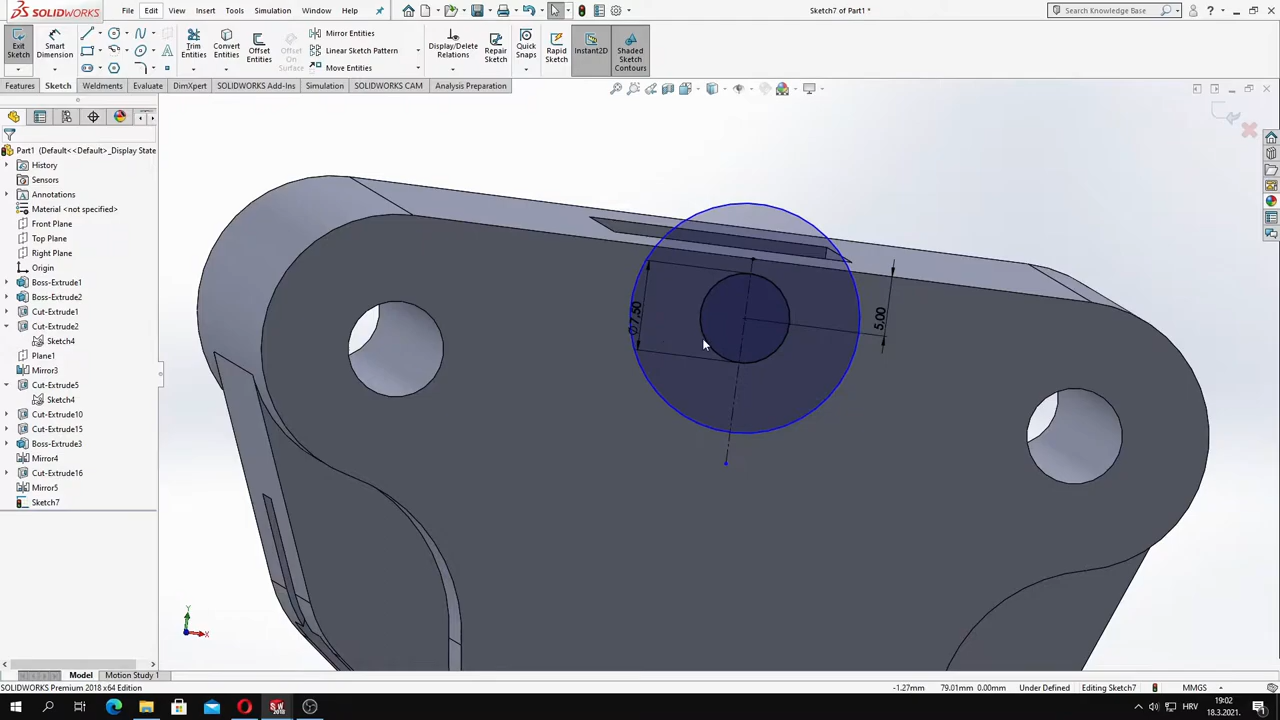 SOLIDWORKS File Edit View Insert Tools Simulation Window Help Sketch7 of Part1 * Search Knowledge Base
Exit Sketch
Smart Dimension
Trim Entities
Convert Entities
Offset Entities
Offset On Surface
Mirror Entities
Linear Sketch Pattern
Move Entities
Display/Delete Relations
Repair Sketch
Quick Snaps
Rapid Sketch
Instant2D
Shaded Sketch Contours
Features Sketch Weldments Evaluate DimXpert SOLIDWORKS Add-Ins Simulation SOLIDWORKS CAM Analysis Preparation
Part1 (Default<<Default>_Display State
History
Sensors
Annotations
Material <not specified>
Front Plane
Top Plane
Right Plane
Origin
Boss-Extrude1
Boss-Extrude2
Cut-Extrude1
Cut-Extrude2
Sketch4
Plane1
Mirror3
Cut-Extrude5
Sketch4
Cut-Extrude10
Cut-Extrude15
Boss-Extrude3
Mirror4
Cut-Extrude16
Mirror5
Sketch7
Ø7,50
5,00
Y
X
Model Motion Study 1
SOLIDWORKS Premium 2018 x64 Edition -1.27mm 79.01mm 0.00mm Under Defined Editing Sketch7 MMGS
SW 2018 HRV 19:02 18.3.2021.